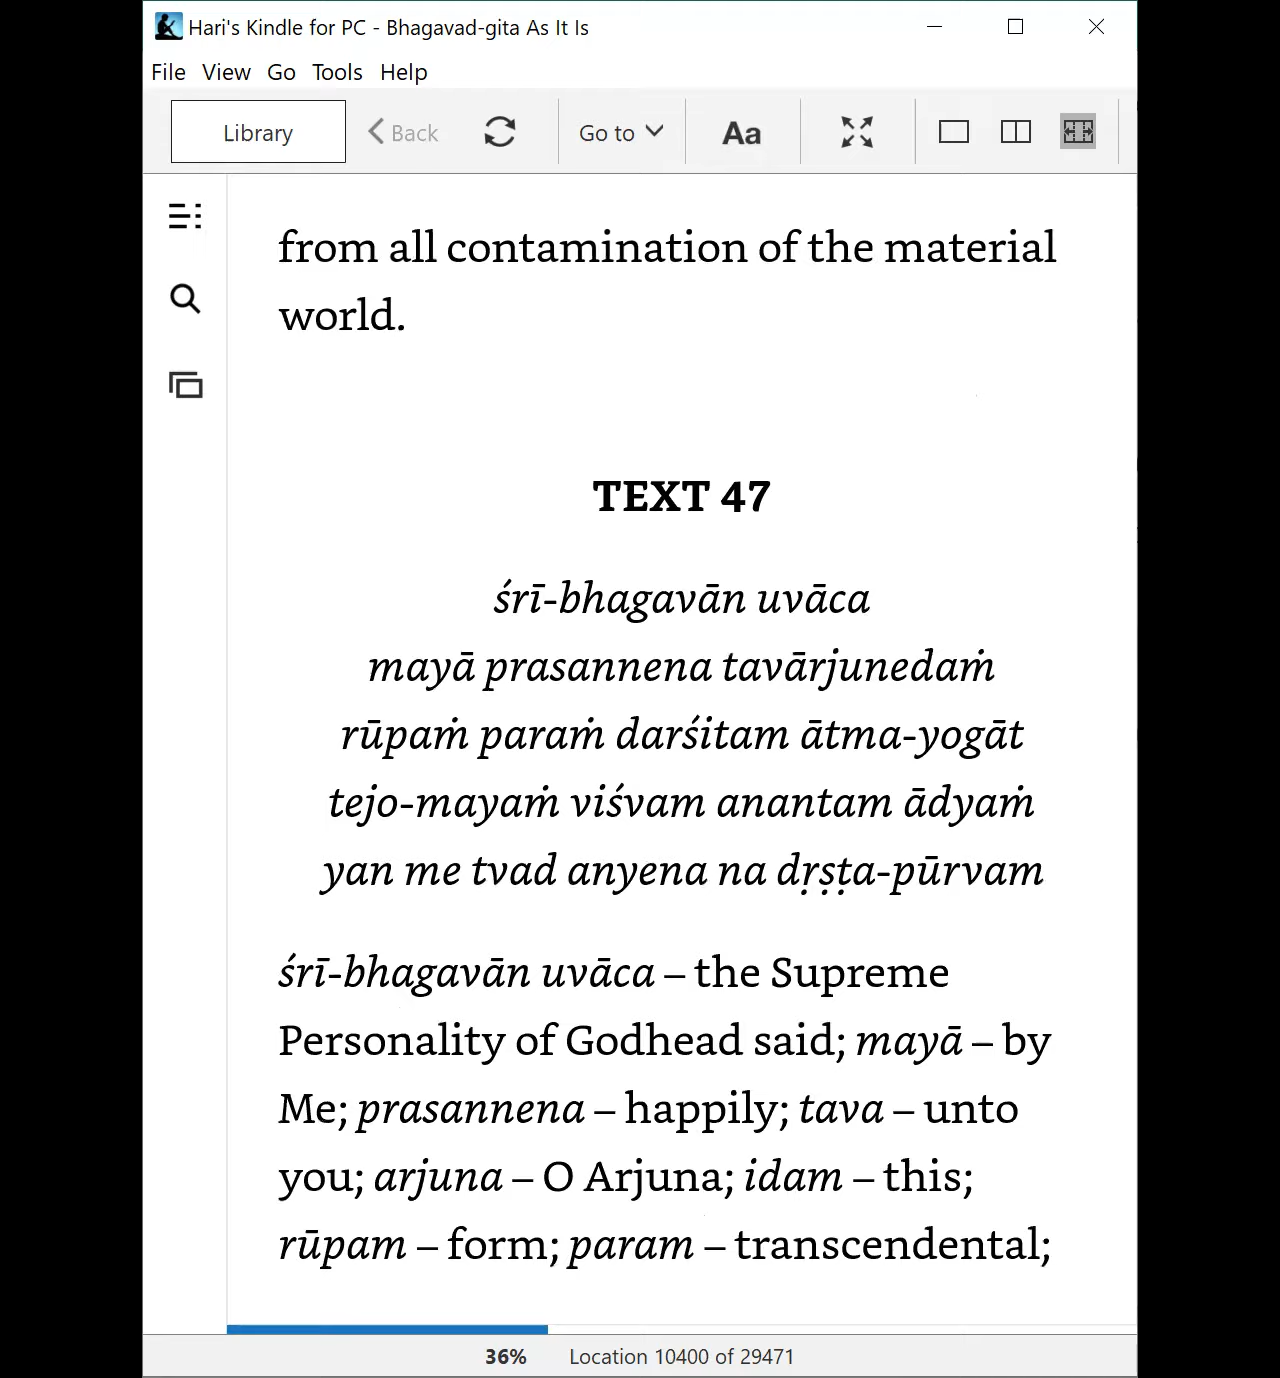 Hari's Kindle for PC - Bhagavad-gita As It Is
File View Go Tools Help
Library Back Go to Aa
from all contamination of the material
world.
TEXT 47
śrī-bhagavān uvāca
mayā prasannena tavārjunedaṁ
rūpaṁ paraṁ darśitam ātma-yogāt
tejo-mayaṁ viśvam anantam ādyaṁ
yan me tvad anyena na dṛṣṭa-pūrvam
śrī-bhagavān uvāca – the Supreme
Personality of Godhead said; mayā – by
Me; prasannena – happily; tava – unto
you; arjuna – O Arjuna; idam – this;
rūpam – form; param – transcendental;
36% Location 10400 of 29471